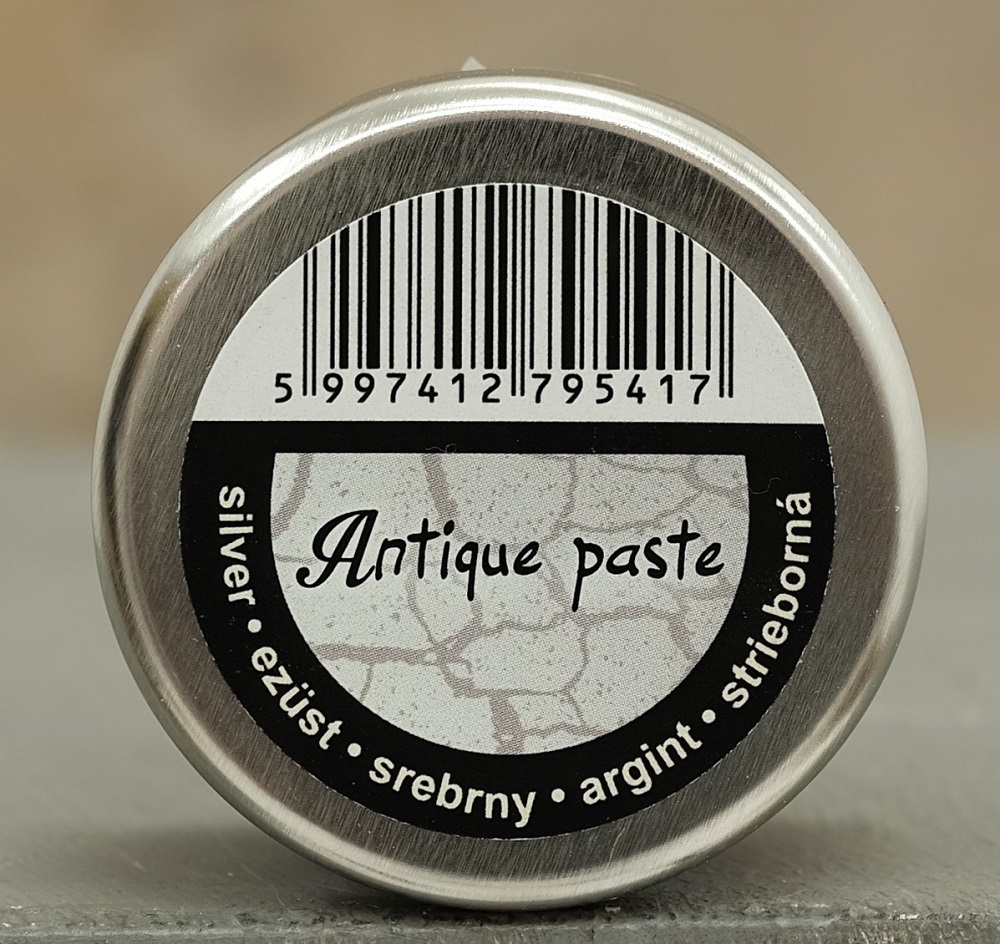 5 997412 795417
Antique paste
silver • ezüst • srebrny • argint • strieborná